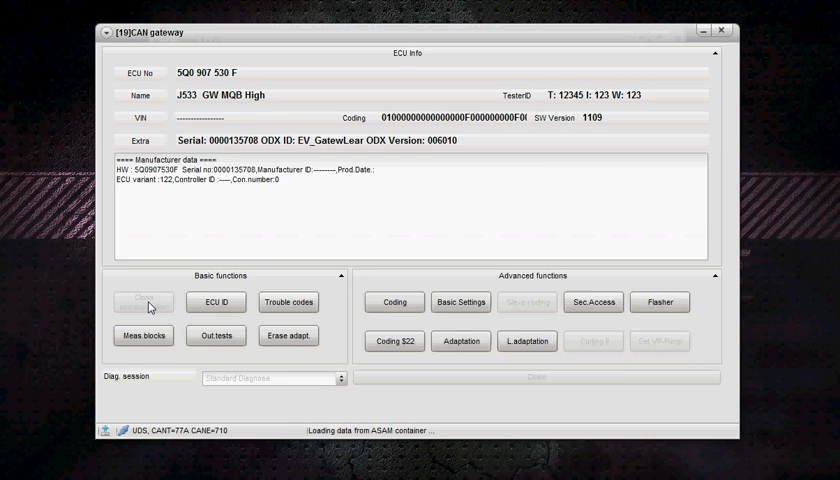 [19]CAN gateway
ECU Info
ECU No 5Q0 907 530 F
Name J533 GW MQB High TesterID T: 12345 I: 123 W: 123
VIN ----------------- Coding SW Version 1109
Extra Serial: 0000135708 ODX ID: EV_GatewLear ODX Version: 006010
==== Manufacturer data ====
HW : 5Q0907530F Serial no:0000135708,Manufacturer ID:--------,Prod.Date.:
ECU variant :122,Controller ID :----,Con.number:0
Basic functions Advanced functions
Close ECU ID Trouble codes Coding Basic Settings Slave coding Sec.Access Flasher
Meas.blocks Out.tests Erase adapt. Coding $22 Adaptation L.adaptation Coding II
Diag. session Standard Diagnose Close
UDS, CANT=77A CANE=710 Loading data from ASAM container ...